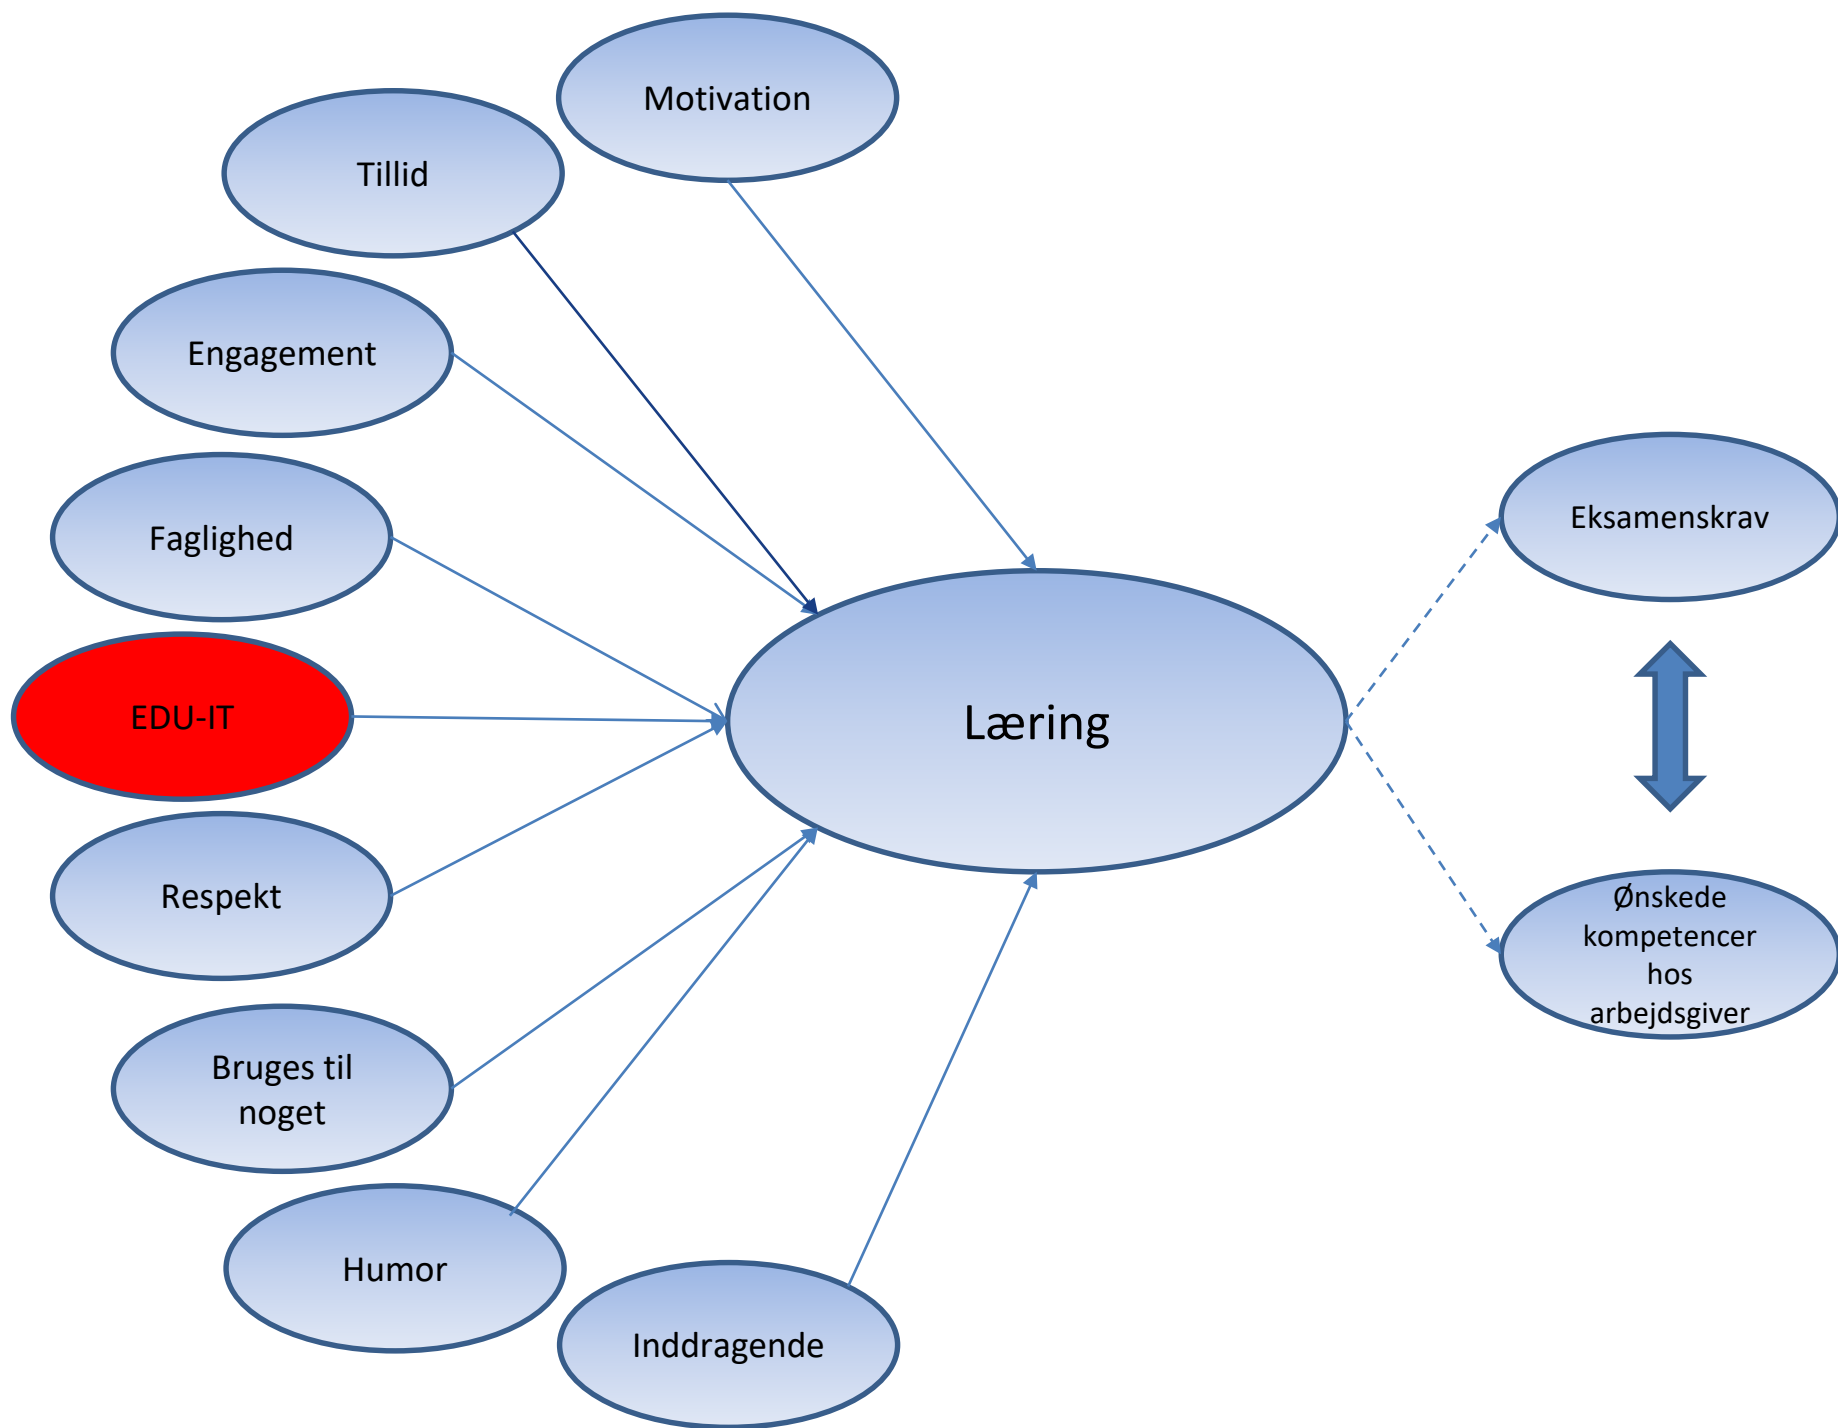 Motivation
Tillid
Engagement
Faglighed
EDU-IT
Respekt
Bruges til
noget
Humor
Inddragende
Læring
Eksamenskrav
Ønskede
kompetencer
hos
arbejdsgiver